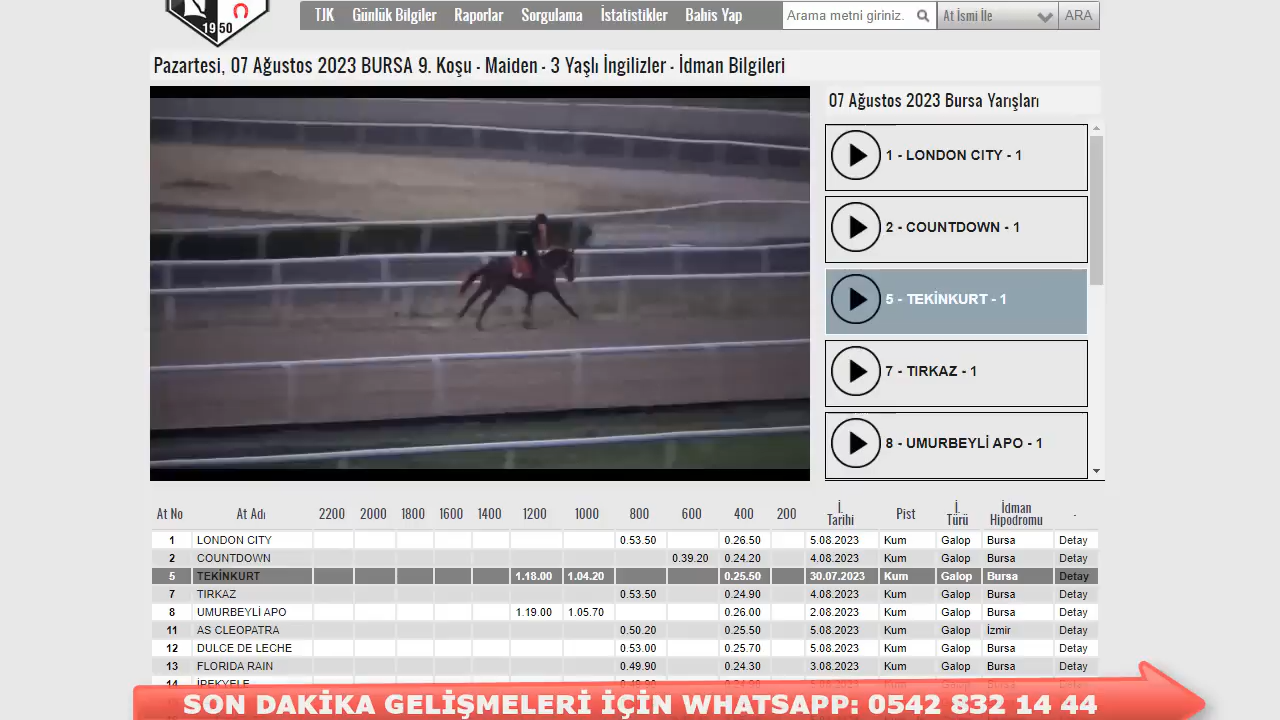 19 50
TJK Günlük Bilgiler Raporlar Sorgulama İstatistikler Bahis Yap Arama metni giriniz. At İsmi İle ARA
Pazartesi, 07 Ağustos 2023 BURSA 9. Koşu - Maiden - 3 Yaşlı İngilizler - İdman Bilgileri
07 Ağustos 2023 Bursa Yarışları
1 - LONDON CITY - 1
2 - COUNTDOWN - 1
5 - TEKİNKURT - 1
7 - TIRKAZ - 1
8 - UMURBEYLİ APO - 1
At No At Adı 2200 2000 1800 1600 1400 1200 1000 800 600 400 200 İ. Tarihi Pist İ. Türü İdman Hipodromu .
1 LONDON CITY 0.53.50 0.26.50 5.08.2023 Kum Galop Bursa Detay
2 COUNTDOWN 0.39.20 0.24.20 4.08.2023 Kum Galop Bursa Detay
5 TEKİNKURT 1.18.00 1.04.20 0.25.50 30.07.2023 Kum Galop Bursa Detay
7 TIRKAZ 0.53.50 0.24.90 4.08.2023 Kum Galop Bursa Detay
8 UMURBEYLİ APO 1.19.00 1.05.70 0.26.00 2.08.2023 Kum Galop Bursa Detay
11 AS CLEOPATRA 0.50.20 0.25.50 5.08.2023 Kum Galop İzmir Detay
12 DULCE DE LECHE 0.53.00 0.25.70 5.08.2023 Kum Galop Bursa Detay
13 FLORIDA RAIN 0.49.90 0.24.30 3.08.2023 Kum Galop Bursa Detay
14 İPEKYELE
SON DAKİKA GELİŞMELERİ İÇİN WHATSAPP: 0542 832 14 44